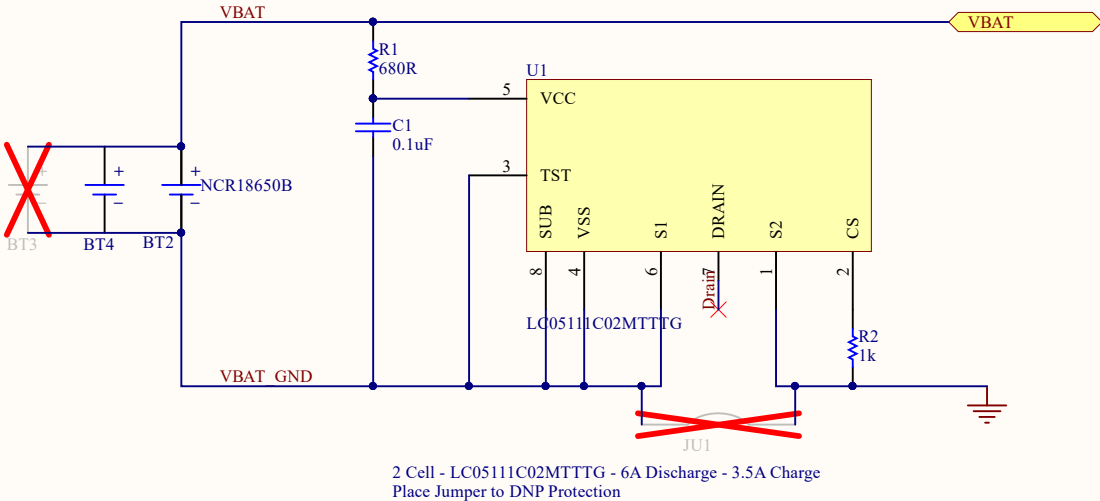 VBAT
VBAT
R1
680R
U1
5
VCC
C1
0.1uF
3
TST
+
+
+
NCR18650B
BT3
BT4
BT2
SUB
VSS
S1
DRAIN
S2
CS
8
4
6
7
1
2
Drain
LC05111C02MTTTG
R2
1k
VBAT_GND
JU1
2 Cell - LC05111C02MTTTG - 6A Discharge - 3.5A Charge
Place Jumper to DNP Protection